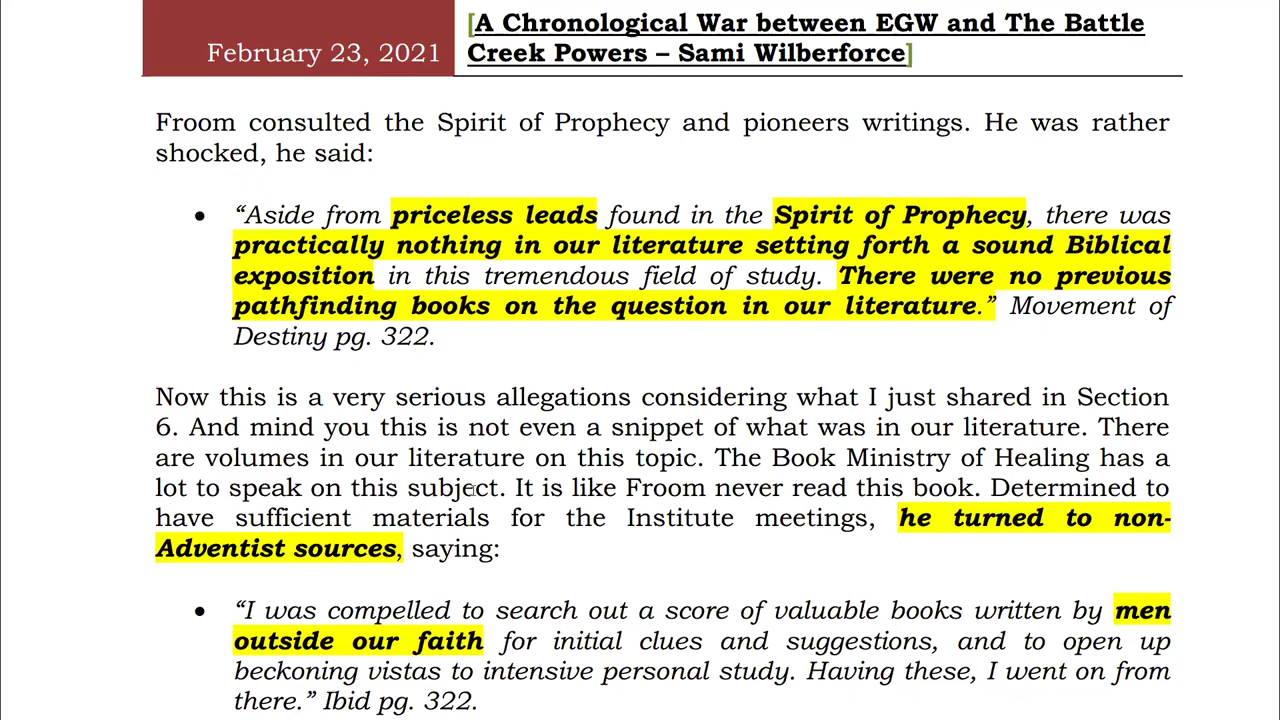 February 23, 2021
[A Chronological War between EGW and The Battle
Creek Powers – Sami Wilberforce]
Froom consulted the Spirit of Prophecy and pioneers writings. He was rather
shocked, he said:
• “Aside from priceless leads found in the Spirit of Prophecy, there was
practically nothing in our literature setting forth a sound Biblical
exposition in this tremendous field of study. There were no previous
pathfinding books on the question in our literature.” Movement of
Destiny pg. 322.
Now this is a very serious allegations considering what I just shared in Section
6. And mind you this is not even a snippet of what was in our literature. There
are volumes in our literature on this topic. The Book Ministry of Healing has a
lot to speak on this subject. It is like Froom never read this book. Determined to
have sufficient materials for the Institute meetings, he turned to non-
Adventist sources, saying:
• “I was compelled to search out a score of valuable books written by men
outside our faith for initial clues and suggestions, and to open up
beckoning vistas to intensive personal study. Having these, I went on from
there.” Ibid pg. 322.